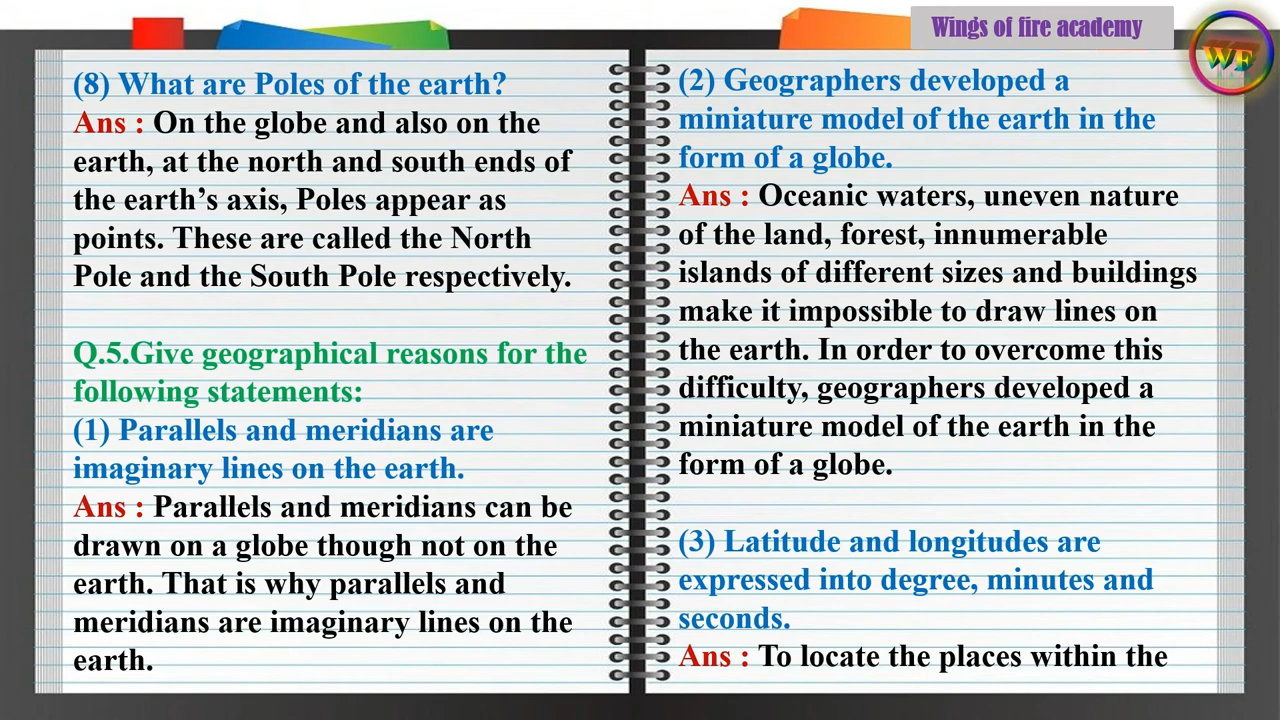 Wings of fire academy
WF
(8) What are Poles of the earth?
Ans : On the globe and also on the
earth, at the north and south ends of
the earth’s axis, Poles appear as
points. These are called the North
Pole and the South Pole respectively.
Q.5.Give geographical reasons for the
following statements:
(1) Parallels and meridians are
imaginary lines on the earth.
Ans : Parallels and meridians can be
drawn on a globe though not on the
earth. That is why parallels and
meridians are imaginary lines on the
earth.
(2) Geographers developed a
miniature model of the earth in the
form of a globe.
Ans : Oceanic waters, uneven nature
of the land, forest, innumerable
islands of different sizes and buildings
make it impossible to draw lines on
the earth. In order to overcome this
difficulty, geographers developed a
miniature model of the earth in the
form of a globe.
(3) Latitude and longitudes are
expressed into degree, minutes and
seconds.
Ans : To locate the places within the